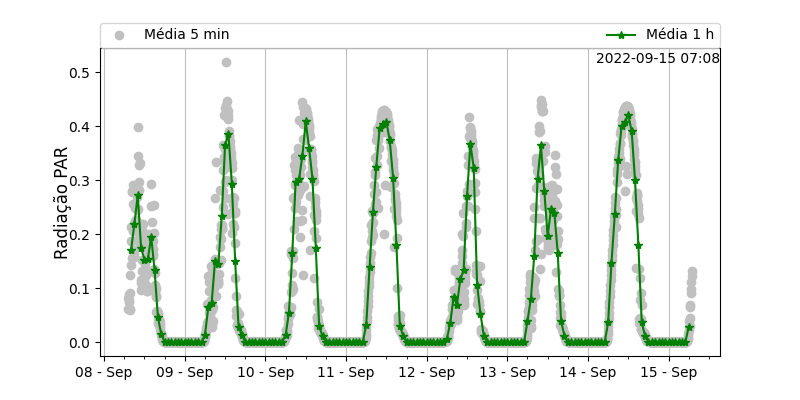 Média 5 min
Média 1 h
2022-09-15 07:08
Radiação PAR
0.5
0.4
0.3
0.2
0.1
0.0
08 - Sep
09 - Sep
10 - Sep
11 - Sep
12 - Sep
13 - Sep
14 - Sep
15 - Sep